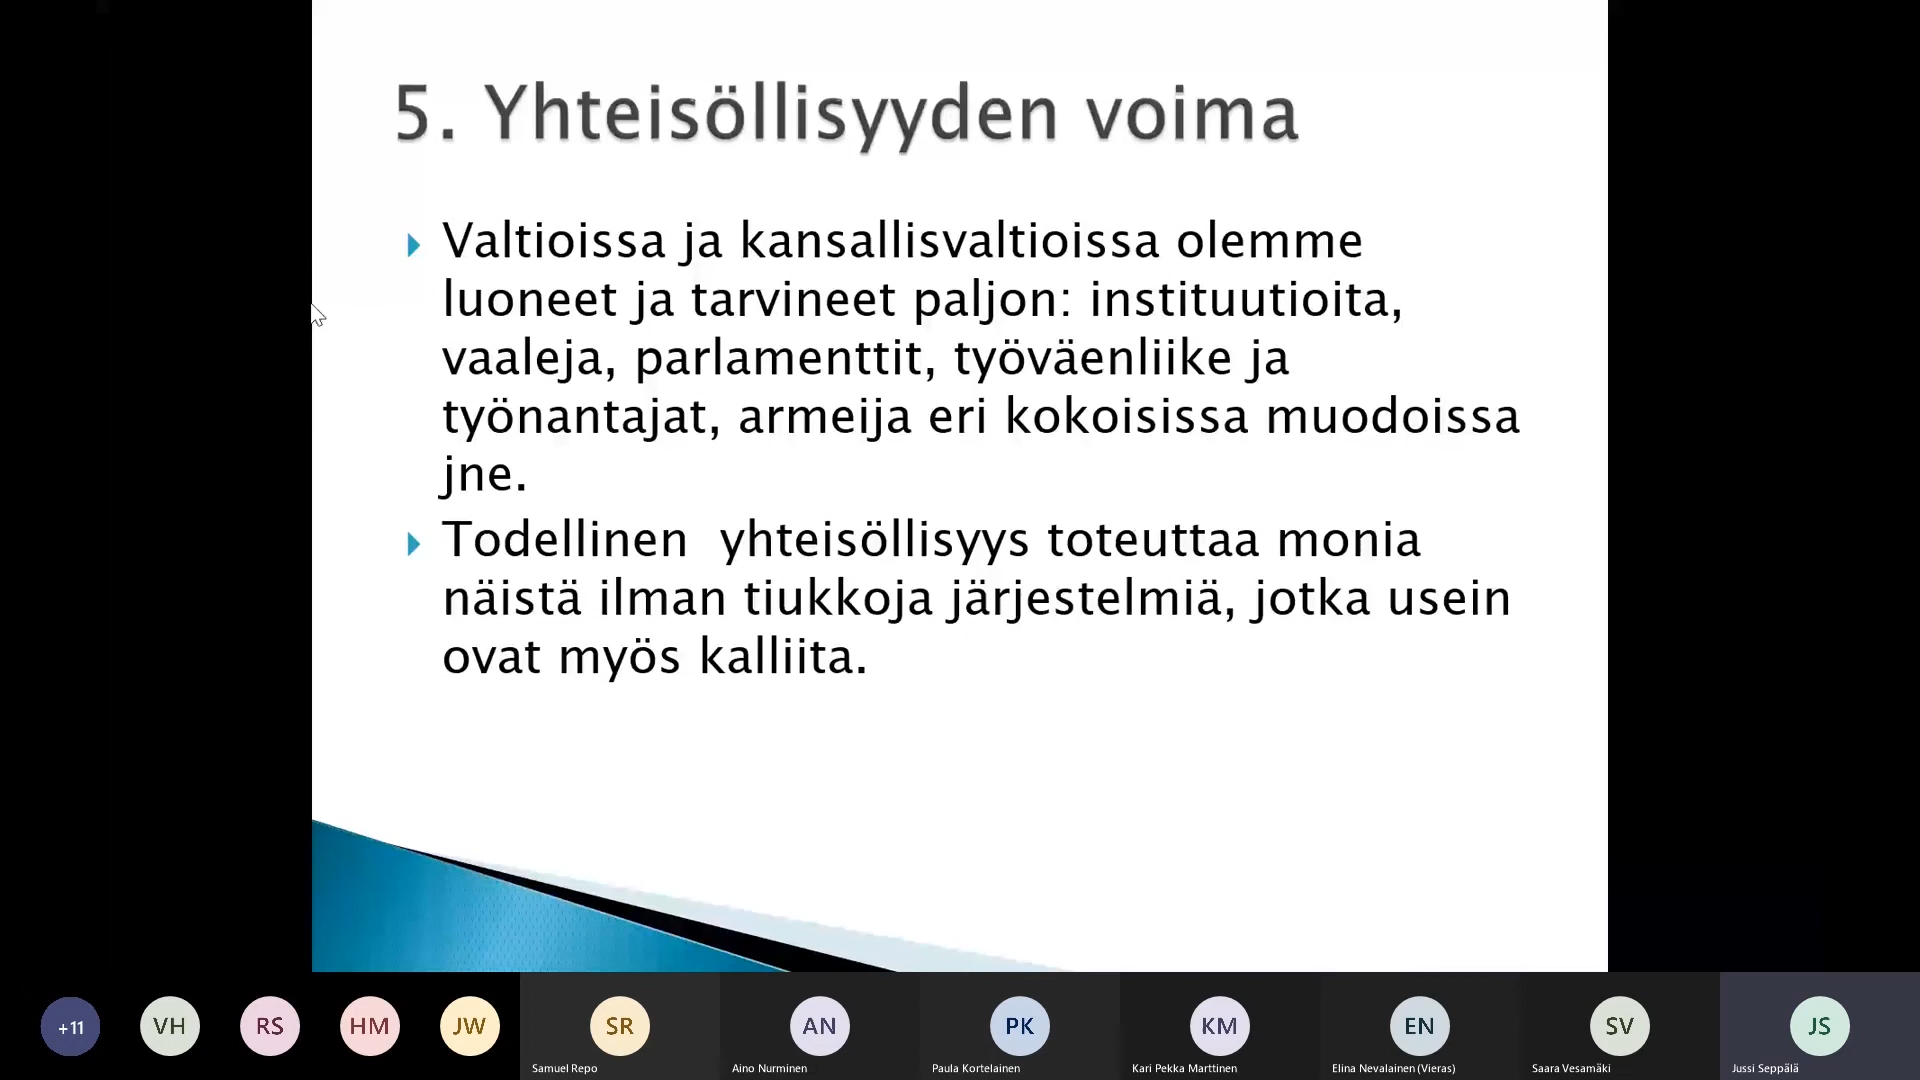 5. Yhteisöllisyyden voima
Valtioissa ja kansallisvaltioissa olemme
luoneet ja tarvineet paljon: instituutioita,
vaaleja, parlamenttit, työväenliike ja
työnantajat, armeija eri kokoisissa muodoissa
jne.
Todellinen  yhteisöllisyys toteuttaa monia
näistä ilman tiukkoja järjestelmiä, jotka usein
ovat myös kalliita.
+11
VH
RS
HM
JW
SR
AN
PK
KM
EN
SV
JS
Samuel Repo
Aino Nurminen
Paula Kortelainen
Kari Pekka Marttinen
Elina Nevalainen (Vieras)
Saara Vesamäki
Jussi Seppälä